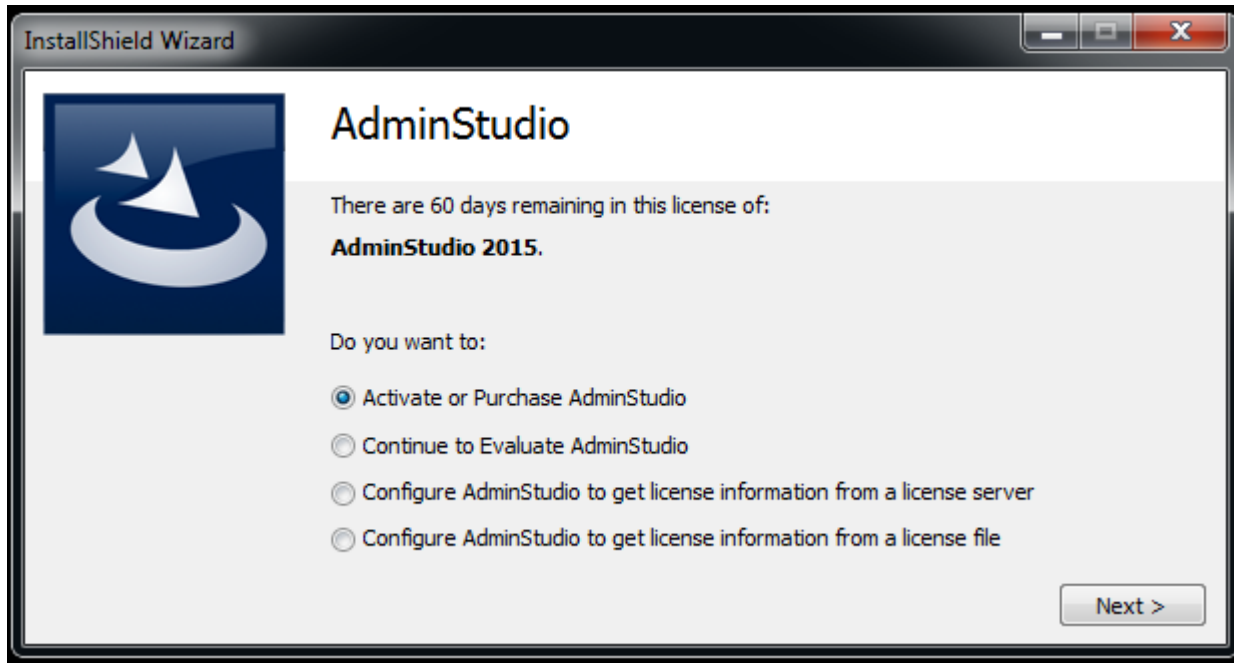 InstallShield Wizard
AdminStudio
There are 60 days remaining in this license of:
AdminStudio 2015.
Do you want to:
Activate or Purchase AdminStudio
Continue to Evaluate AdminStudio
Configure AdminStudio to get license information from a license server
Configure AdminStudio to get license information from a license file
Next >